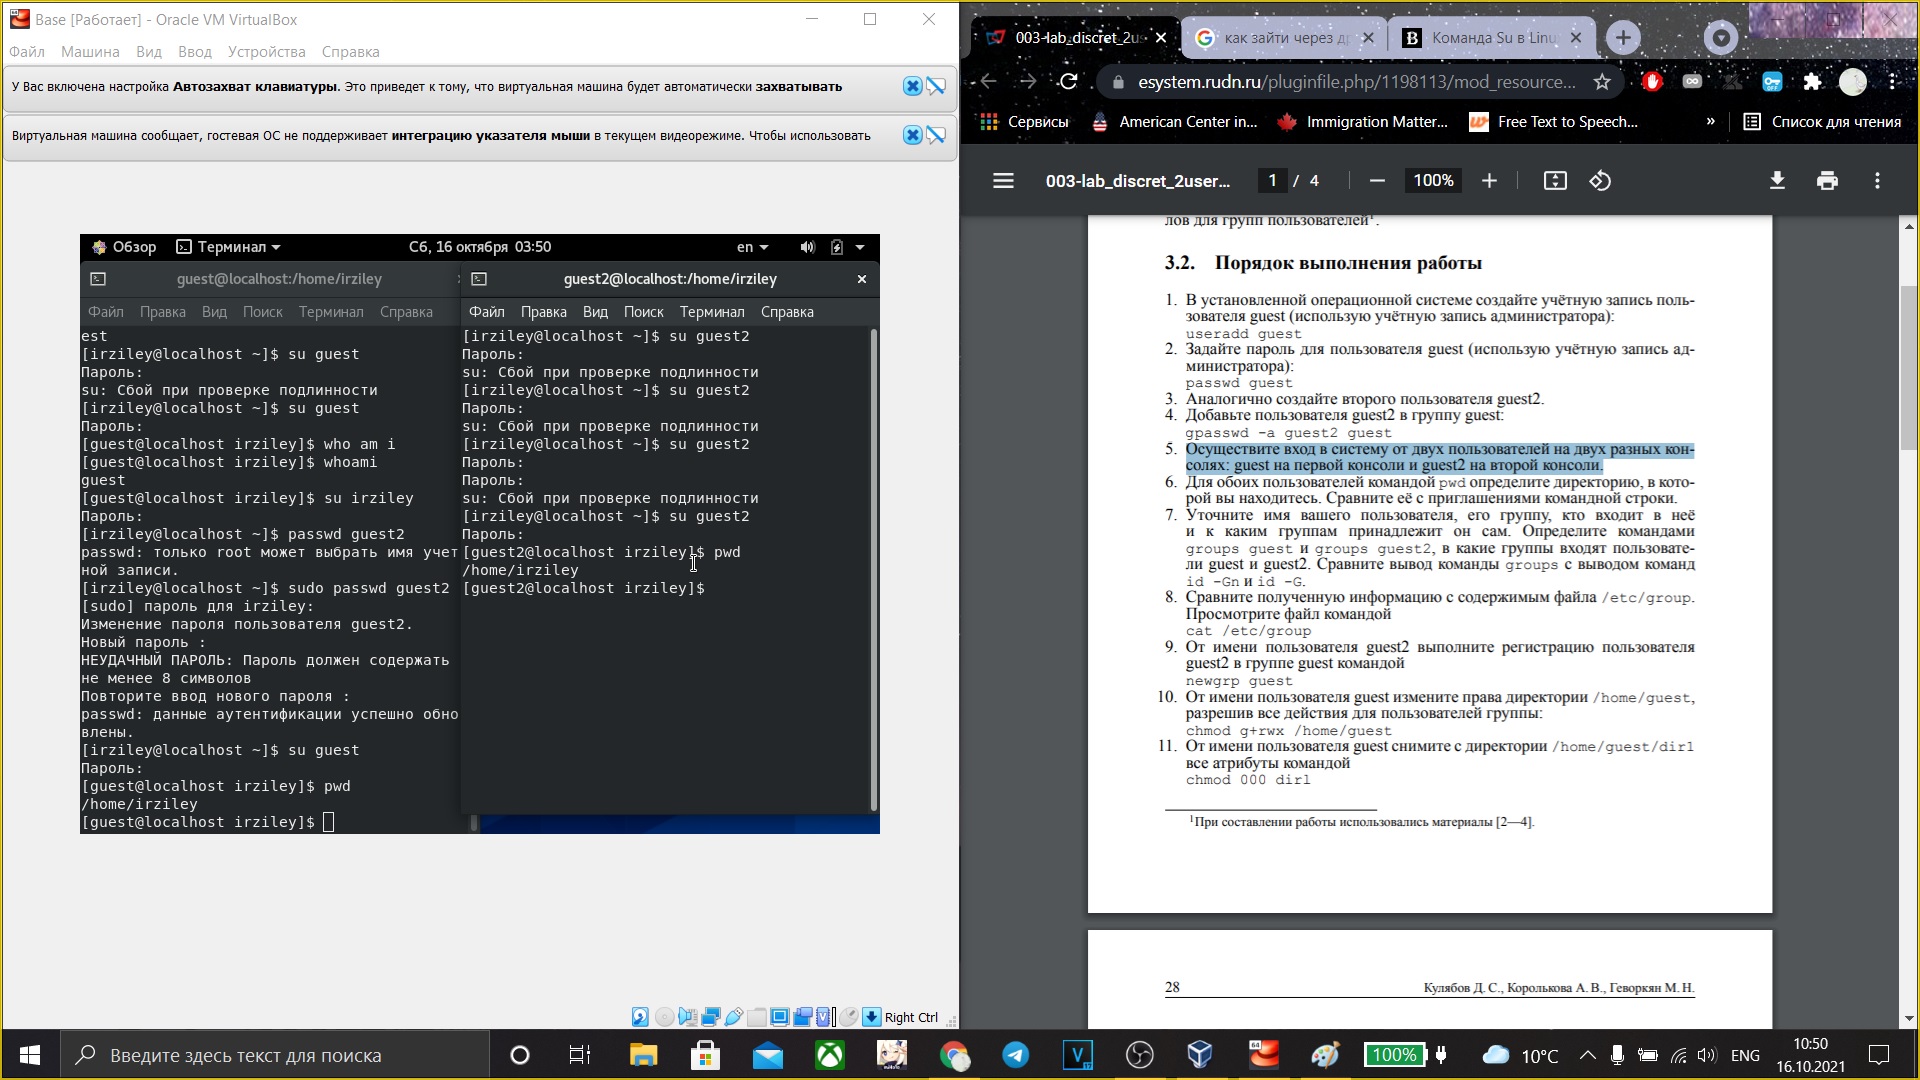 Base [Работает] - Oracle VM VirtualBox
Файл Машина Вид Ввод Устройства Справка
У Вас включена настройка Автозахват клавиатуры. Это приведет к тому, что виртуальная машина будет автоматически захватывать
Виртуальная машина сообщает, гостевая ОС не поддерживает интеграцию указателя мыши в текущем видеорежиме. Чтобы использовать
Обзор Терминал Сб, 16 октября 03:50 en
guest@localhost:/home/irziley
Файл Правка Вид Поиск Терминал Справка
est
[irziley@localhost ~]$ su guest
Пароль:
su: Сбой при проверке подлинности
[irziley@localhost ~]$ su guest
Пароль:
[guest@localhost irziley]$ who am i
[guest@localhost irziley]$ whoami
guest
[guest@localhost irziley]$ su irziley
Пароль:
[irziley@localhost ~]$ passwd guest2
passwd: только root может выбрать имя учет
ной записи.
[irziley@localhost ~]$ sudo passwd guest2
[sudo] пароль для irziley:
Изменение пароля пользователя guest2.
Новый пароль :
НЕУДАЧНЫЙ ПАРОЛЬ: Пароль должен содержать
не менее 8 символов
Повторите ввод нового пароля :
passwd: данные аутентификации успешно обно
влены.
[irziley@localhost ~]$ su guest
Пароль:
[guest@localhost irziley]$ pwd
/home/irziley
[guest@localhost irziley]$
guest2@localhost:/home/irziley
Файл Правка Вид Поиск Терминал Справка
[irziley@localhost ~]$ su guest2
Пароль:
su: Сбой при проверке подлинности
[irziley@localhost ~]$ su guest2
Пароль:
su: Сбой при проверке подлинности
[irziley@localhost ~]$ su guest2
Пароль:
Пароль:
su: Сбой при проверке подлинности
[irziley@localhost ~]$ su guest2
Пароль:
[guest2@localhost irziley]$ pwd
/home/irziley
[guest2@localhost irziley]$
Right Ctrl
003-lab_discret_2us
как зайти через др
Команда Su в Linu
esystem.rudn.ru/pluginfile.php/1198113/mod_resource...
Сервисы American Center in... Immigration Matter... Free Text to Speech... » Список для чтения
003-lab_discret_2user... 1 / 4 100%
лов для групп пользователей¹.
3.2. Порядок выполнения работы
1. В установленной операционной системе создайте учётную запись поль-
зователя guest (использую учётную запись администратора):
useradd guest
2. Задайте пароль для пользователя guest (использую учётную запись ад-
министратора):
passwd guest
3. Аналогично создайте второго пользователя guest2.
4. Добавьте пользователя guest2 в группу guest:
gpasswd -a guest2 guest
5. Осуществите вход в систему от двух пользователей на двух разных кон-
солях: guest на первой консоли и guest2 на второй консоли.
6. Для обоих пользователей командой pwd определите директорию, в кото-
рой вы находитесь. Сравните её с приглашениями командной строки.
7. Уточните имя вашего пользователя, его группу, кто входит в неё
и к каким группам принадлежит он сам. Определите командами
groups guest и groups guest2, в какие группы входят пользовате-
ли guest и guest2. Сравните вывод команды groups с выводом команд
id -Gn и id -G.
8. Сравните полученную информацию с содержимым файла /etc/group.
Просмотрите файл командой
cat /etc/group
9. От имени пользователя guest2 выполните регистрацию пользователя
guest2 в группе guest командой
newgrp guest
10. От имени пользователя guest измените права директории /home/guest,
разрешив все действия для пользователей группы:
chmod g+rwx /home/guest
11. От имени пользователя guest снимите с директории /home/guest/dir1
все атрибуты командой
chmod 000 dir1
¹При составлении работы использовались материалы [2—4].
28 Кулябов Д. С., Королькова А. В., Геворкян М. Н.
Введите здесь текст для поиска
100% 10°C ENG 10:50
16.10.2021